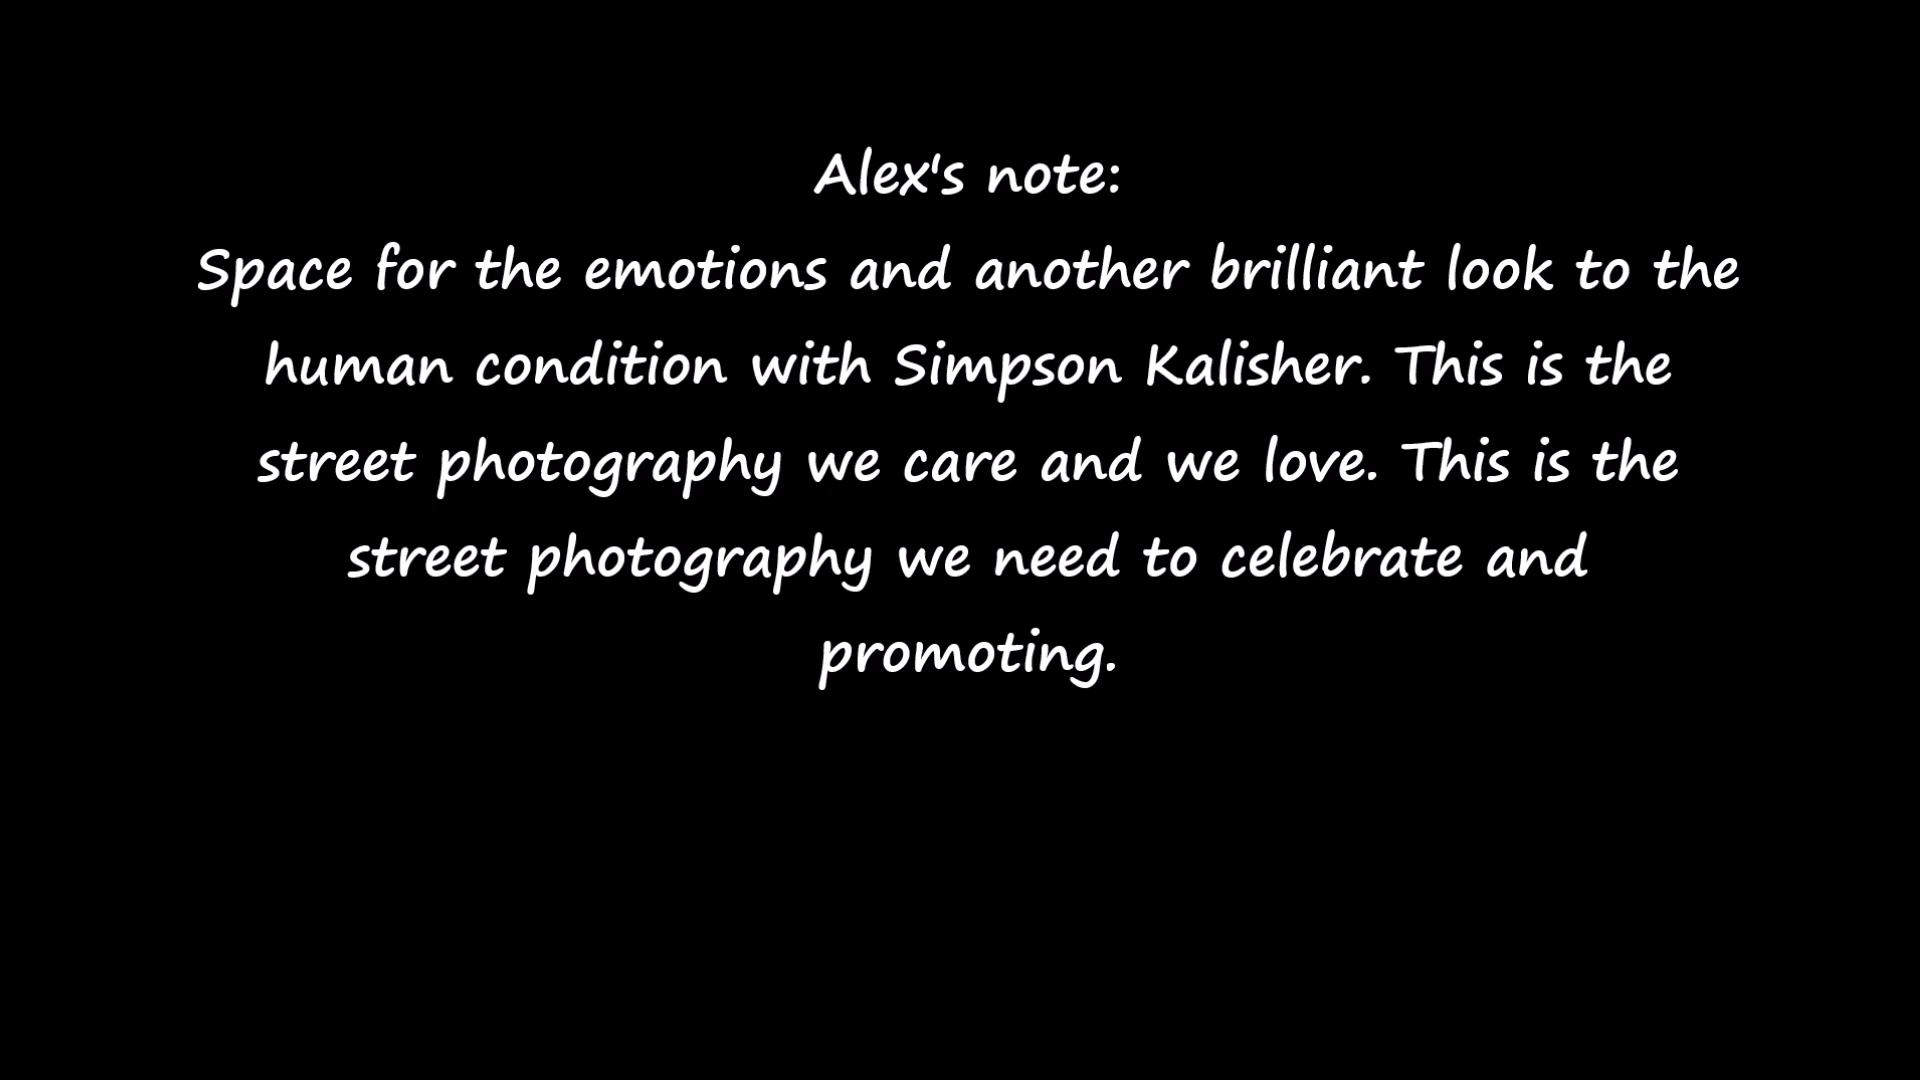 Alex's note:
Space for the emotions and another brilliant look to the
human condition with Simpson Kalisher. This is the
street photography we care and we love. This is the
street photography we need to celebrate and
promoting.